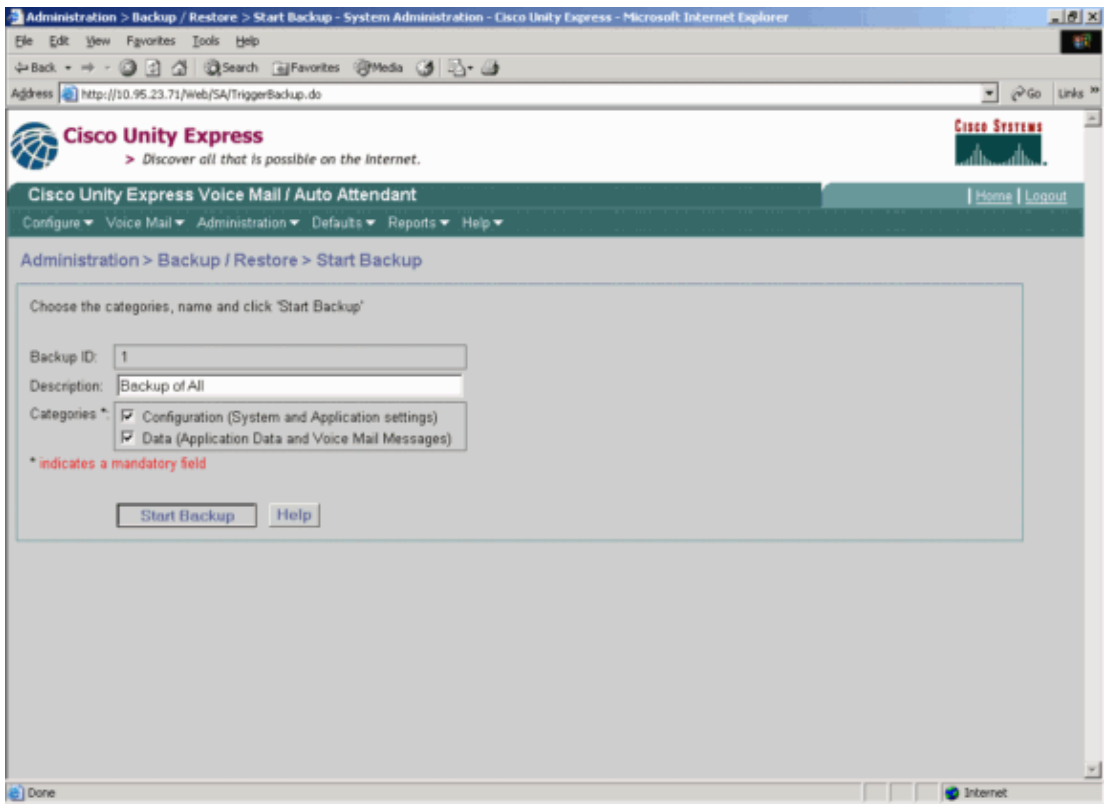 Administration > Backup / Restore > Start Backup - System Administration - Cisco Unity Express - Microsoft Internet Explorer
File Edit View Favorites Tools Help
Back Search Favorites Media
Address http://10.95.23.71/Web/SA/TriggerBackup.do Go Links »
Cisco Unity Express
> Discover all that is possible on the Internet.
CISCO SYSTEMS
Cisco Unity Express Voice Mail / Auto Attendant
| Home | Logout
Configure Voice Mail Administration Defaults Reports Help
Administration > Backup / Restore > Start Backup
Choose the categories, name and click 'Start Backup'
Backup ID: 1
Description: Backup of All
Categories *: Configuration (System and Application settings)
Data (Application Data and Voice Mail Messages)
* indicates a mandatory field
Start Backup Help
Done Internet